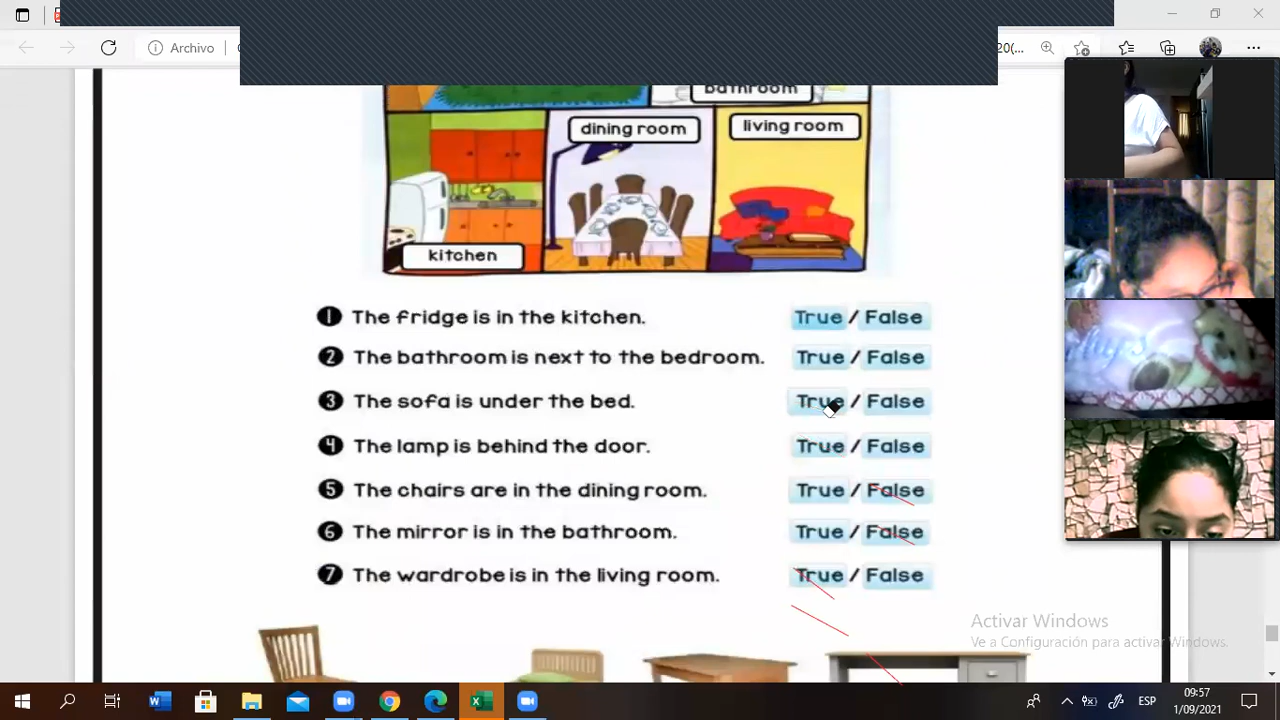 Archivo
20(...
bathroom
dining room
living room
kitchen
1 The fridge is in the kitchen. True / False
2 The bathroom is next to the bedroom. True / False
3 The sofa is under the bed. True / False
4 The lamp is behind the door. True / False
5 The chairs are in the dining room. True / False
6 The mirror is in the bathroom. True / False
7 The wardrobe is in the living room. True / False
Activar Windows
Ve a Configuración para activar Windows.
ESP
09:57
1/09/2021